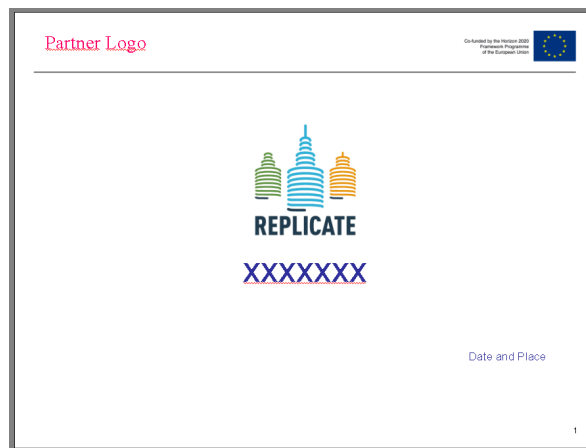 Partner Logo
Co-funded by the Horizon 2020
Framework Programme
of the European Union
REPLICATE
XXXXXXX
Date and Place
1